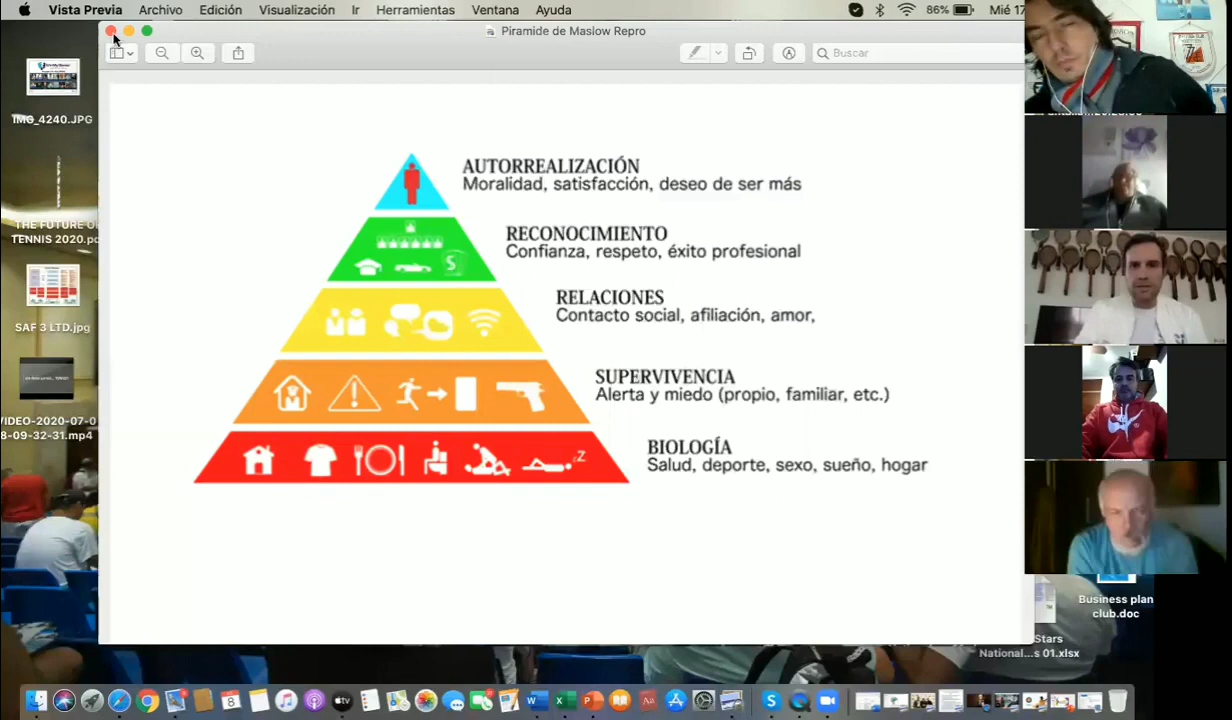 Vista Previa Archivo Edición Visualización Ir Herramientas Ventana Ayuda 86% Mié 17
Piramide de Maslow Repro
Buscar
IMG_4240.JPG
THE FUTURE
TENNIS 2020
SAF 3 LTD.jpg
VIDEO-2020-07-0
8-09-32-31.mp4
AUTORREALIZACIÓN
Moralidad, satisfacción, deseo de ser más
RECONOCIMIENTO
Confianza, respeto, éxito profesional
RELACIONES
Contacto social, afiliación, amor,
SUPERVIVENCIA
Alerta y miedo (propio, familiar, etc.)
BIOLOGÍA
Salud, deporte, sexo, sueño, hogar
Business plan
club.doc
Stars
National...s 01.xlsx
8